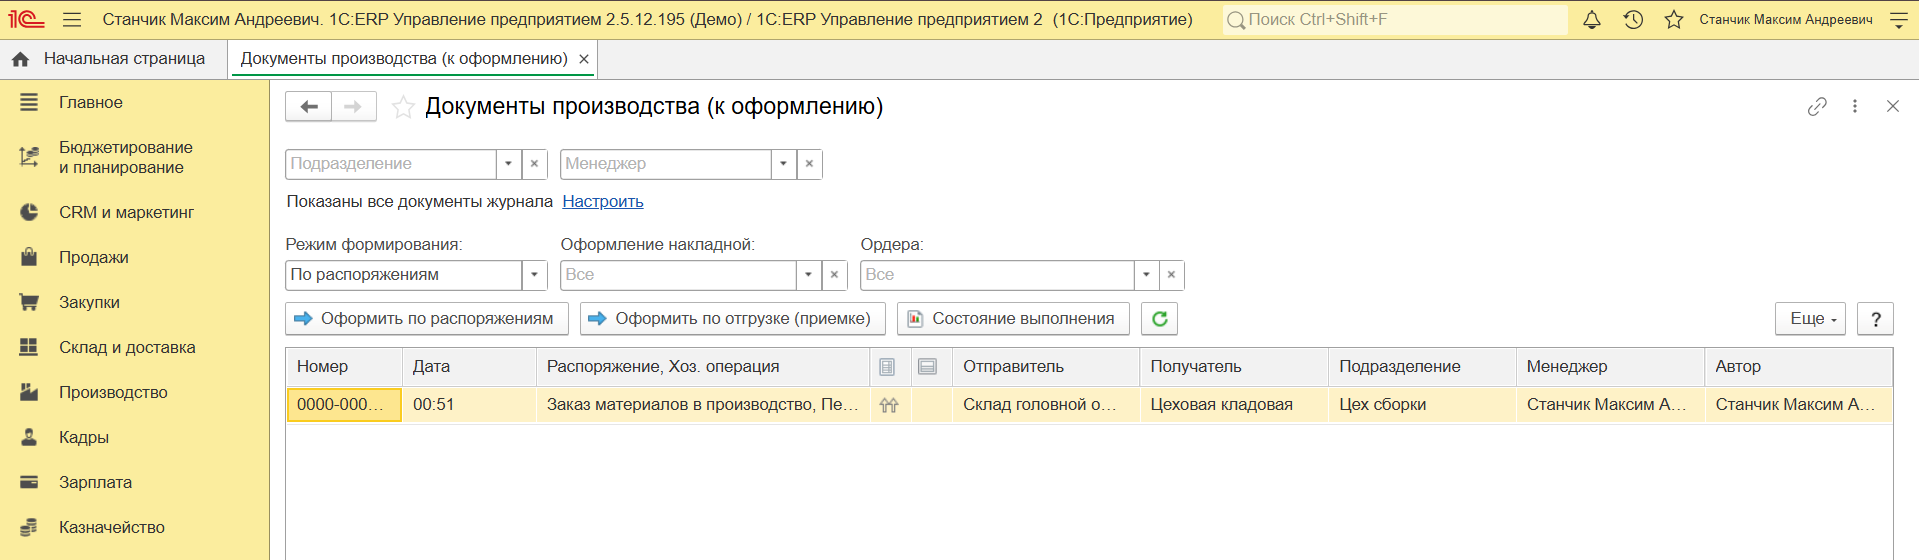 1С Станчик Максим Андреевич. 1С:ERP Управление предприятием 2.5.12.195 (Демо) / 1С:ERP Управление предприятием 2 (1С:Предприятие) Поиск Ctrl+Shift+F Станчик Максим Андреевич
Начальная страница Документы производства (к оформлению) ×
Главное
Бюджетирование
и планирование
CRM и маркетинг
Продажи
Закупки
Склад и доставка
Производство
Кадры
Зарплата
Казначейство
Документы производства (к оформлению)
Подразделение Менеджер
Показаны все документы журнала Настроить
Режим формирования: Оформление накладной: Ордера:
По распоряжениям Все Все
Оформить по распоряжениям Оформить по отгрузке (приемке) Состояние выполнения Еще ?
Номер Дата Распоряжение, Хоз. операция Отправитель Получатель Подразделение Менеджер Автор
0000-000... 00:51 Заказ материалов в производство, Пе... Склад головной о... Цеховая кладовая Цех сборки Станчик Максим А... Станчик Максим А...